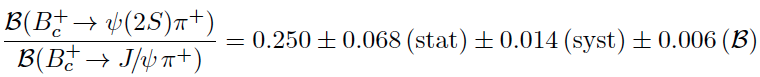 B(B_c^+ → ψ(2S)π^+) / B(B_c^+ → J/ψ π^+) = 0.250 ± 0.068 (stat) ± 0.014 (syst) ± 0.006 (B)